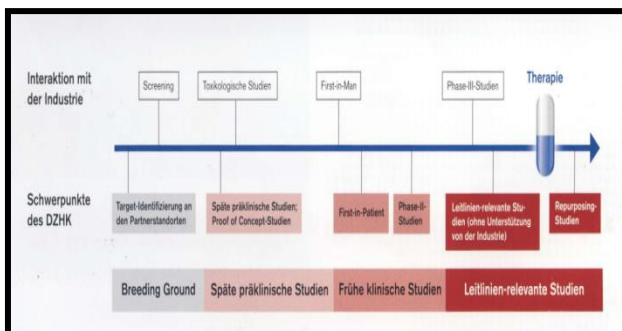 Interaktion mit
der Industrie
Screening
Toxikologische Studien
First-in-Man
Phase-III-Studien
Therapie
Schwerpunkte
des DZHK
Target-Identifizierung an
den Partnerstandorten
Späte präklinische Studien;
Proof of Concept-Studien
First-in-Patient
Phase-II-
Studien
Leitlinien-relevante Stu-
dien (ohne Unterstützung
von der Industrie)
Repurposing-
Studien
Breeding Ground
Späte präklinische Studien
Frühe klinische Studien
Leitlinien-relevante Studien